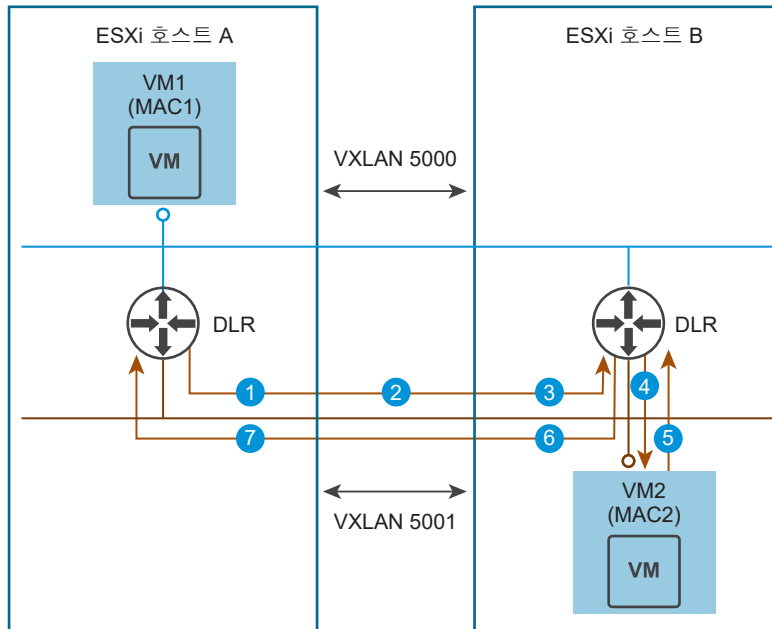 ESXi 호스트 A
ESXi 호스트 B
VM1
(MAC1)
VM
VXLAN 5000
DLR
DLR
1
2
3
4
7
6
5
VXLAN 5001
VM2
(MAC2)
VM